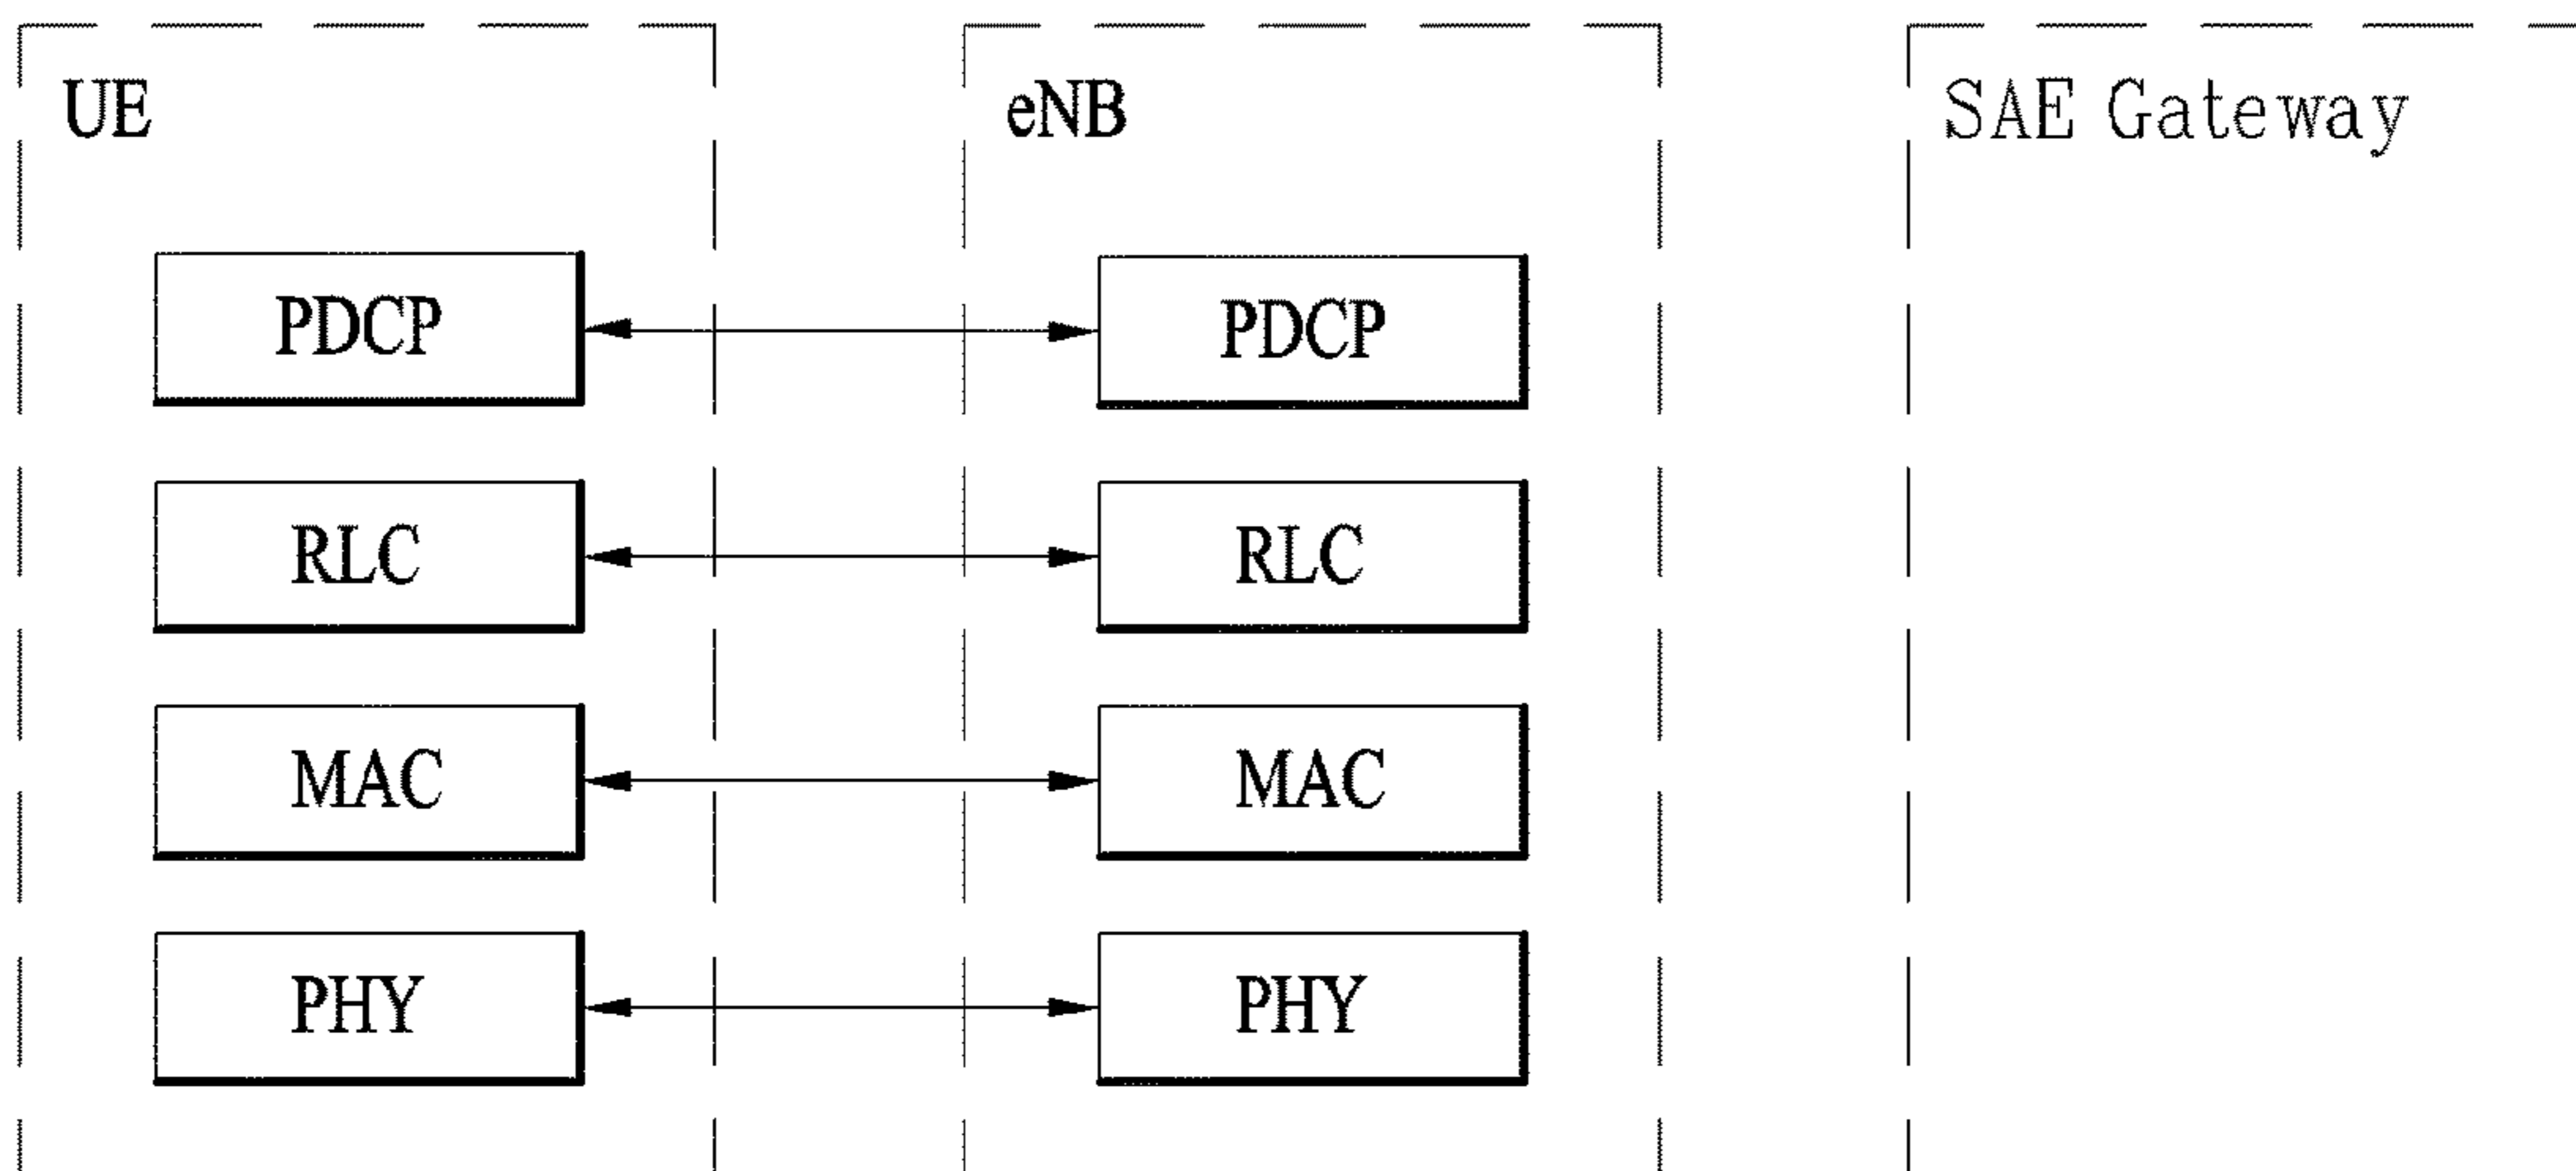 UE
eNB
SAE Gateway
PDCP
PDCP
RLC
RLC
MAC
MAC
PHY
PHY